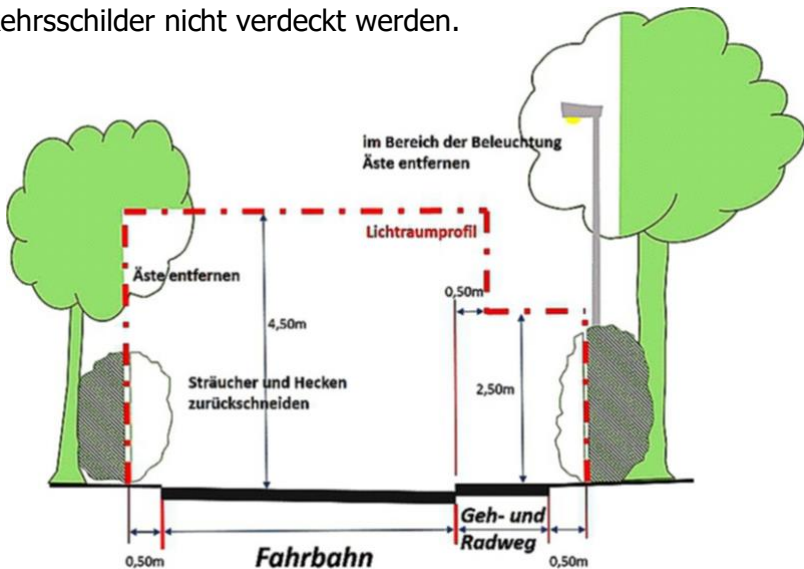 ehrsschilder nicht verdeckt werden.
im Bereich der Beleuchtung
Äste entfernen
Lichtraumprofil
Äste entfernen
0,50m
4,50m
Sträucher und Hecken
zurückschneiden
2,50m
Geh- und
Radweg
0,50m
Fahrbahn
0,50m